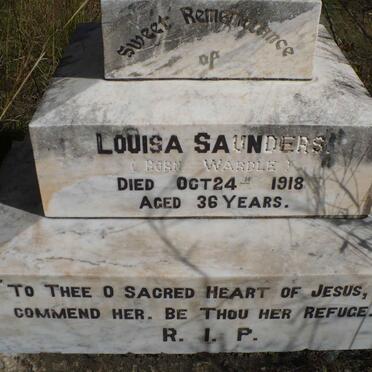 Sweet Remembrance
of
LOUISA SAUNDERS
( BORN WARDLE )
DIED OCT 24TH 1918
AGED 36 YEARS.
"TO THEE O SACRED HEART OF JESUS,
COMMEND HER. BE THOU HER REFUGE.
R. I. P.